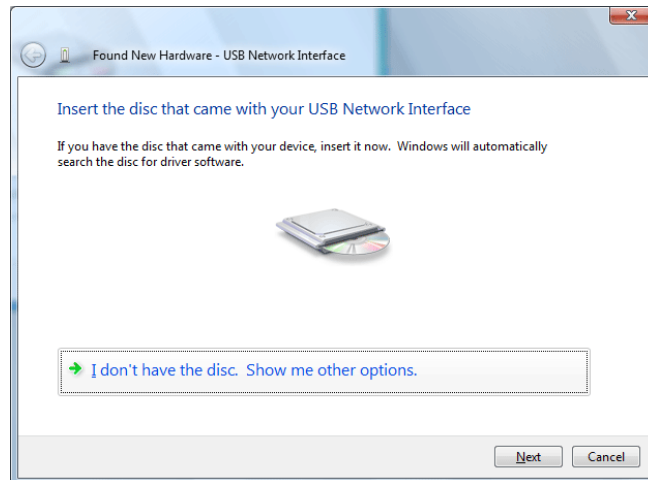 Found New Hardware - USB Network Interface
Insert the disc that came with your USB Network Interface
If you have the disc that came with your device, insert it now.  Windows will automatically
search the disc for driver software.
I don't have the disc.  Show me other options.
Next Cancel